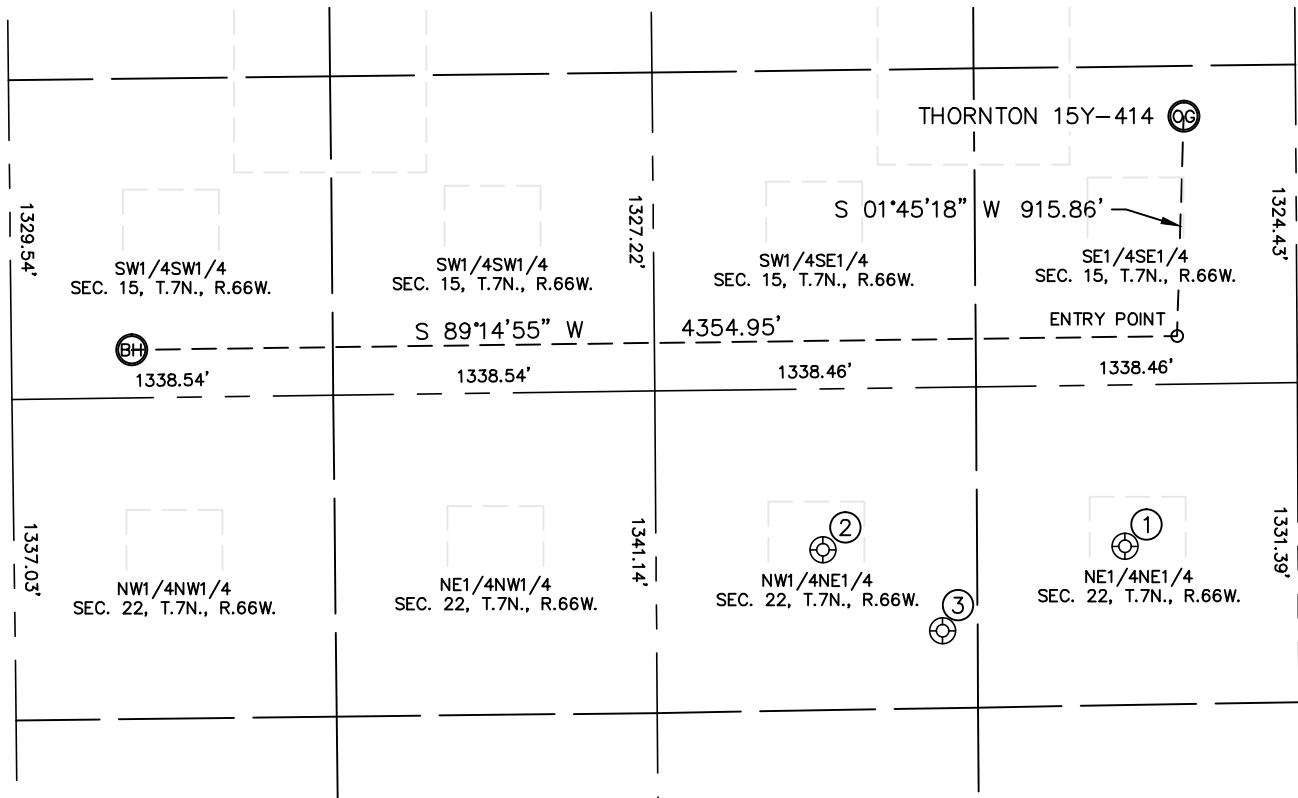 THORNTON 15Y-414 OG
S 01°45'18" W 915.86'
1329.54'
1327.22'
1324.43'
SW1/4SW1/4
SEC. 15, T.7N., R.66W.
SW1/4SW1/4
SEC. 15, T.7N., R.66W.
SW1/4SE1/4
SEC. 15, T.7N., R.66W.
SE1/4SE1/4
SEC. 15, T.7N., R.66W.
ENTRY POINT
BH
S 89°14'55" W 4354.95'
1338.54'
1338.54'
1338.46'
1338.46'
1337.03'
1341.14'
1331.39'
2
1
NW1/4NW1/4
SEC. 22, T.7N., R.66W.
NE1/4NW1/4
SEC. 22, T.7N., R.66W.
NW1/4NE1/4
SEC. 22, T.7N., R.66W.
NE1/4NE1/4
SEC. 22, T.7N., R.66W.
3